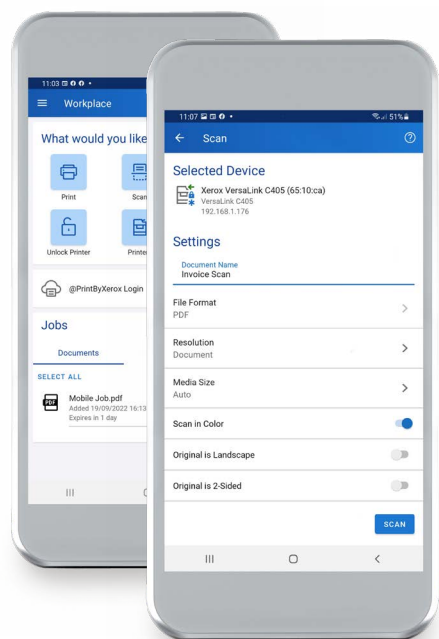 11:03
Workplace
What would you like
Print
Scan
Unlock Printer
Printe
@PrintByXerox Login
Jobs
Documents
SELECT ALL
PDF
Mobile Job.pdf
Added 19/09/2022 16:13
Expires in 1 day
11:07
51%
Scan
Selected Device
Xerox VersaLink C405 (65:10:ca)
VersaLink C405
192.168.1.176
Settings
Document Name
Invoice Scan
File Format
PDF
Resolution
Document
Media Size
Auto
Scan in Color
Original is Landscape
Original is 2-Sided
SCAN